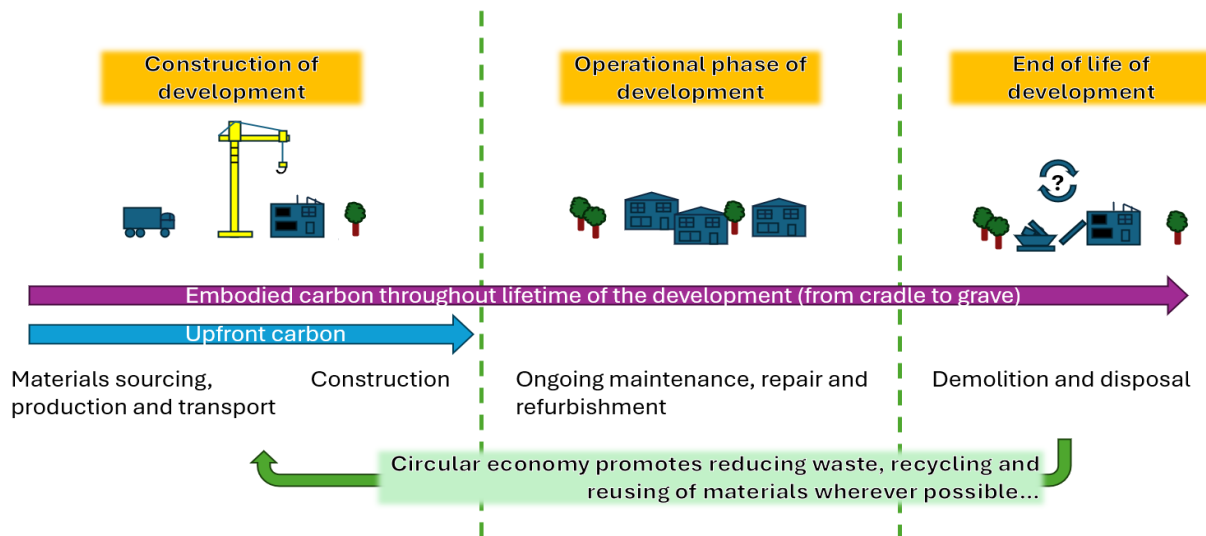 Construction of
development
Operational phase of
development
End of life of
development
?
Embodied carbon throughout lifetime of the development (from cradle to grave)
Upfront carbon
Materials sourcing,
production and transport
Construction
Ongoing maintenance, repair and
refurbishment
Demolition and disposal
Circular economy promotes reducing waste, recycling and
reusing of materials wherever possible...